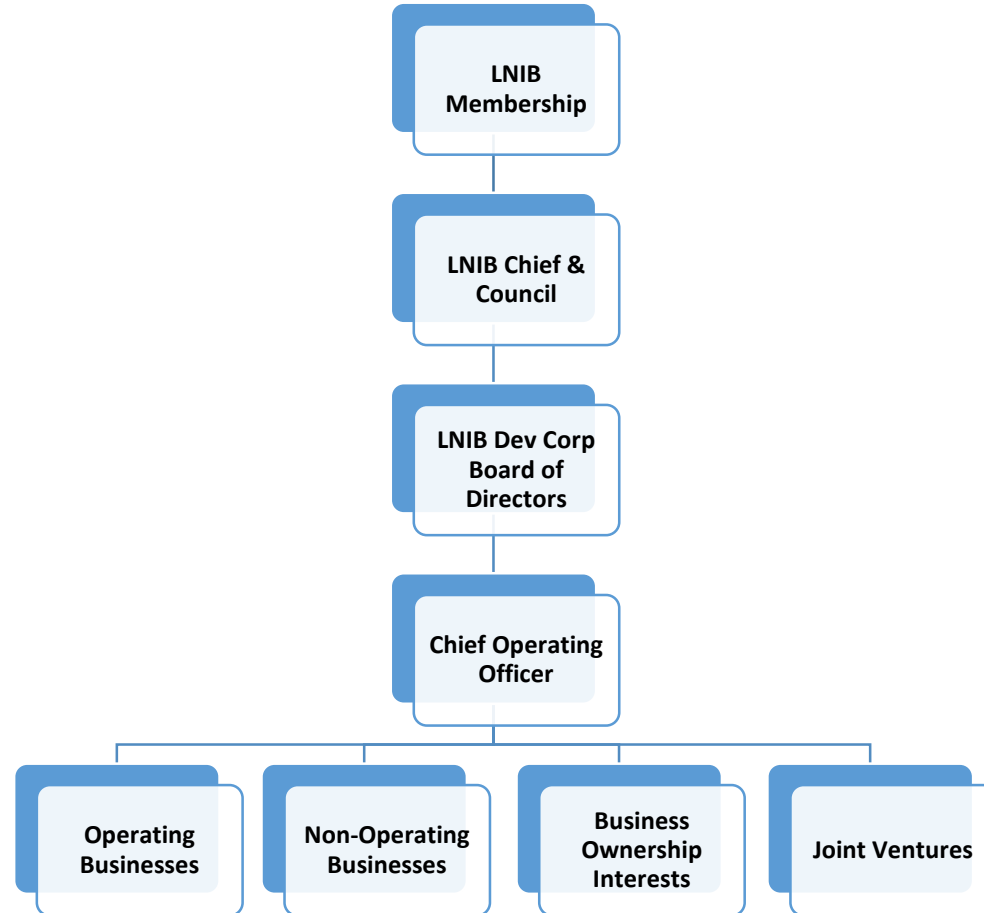 LNIB
Membership
LNIB Chief &
Council
LNIB Dev Corp
Board of
Directors
Chief Operating
Officer
Operating
Businesses
Non-Operating
Businesses
Business
Ownership
Interests
Joint Ventures